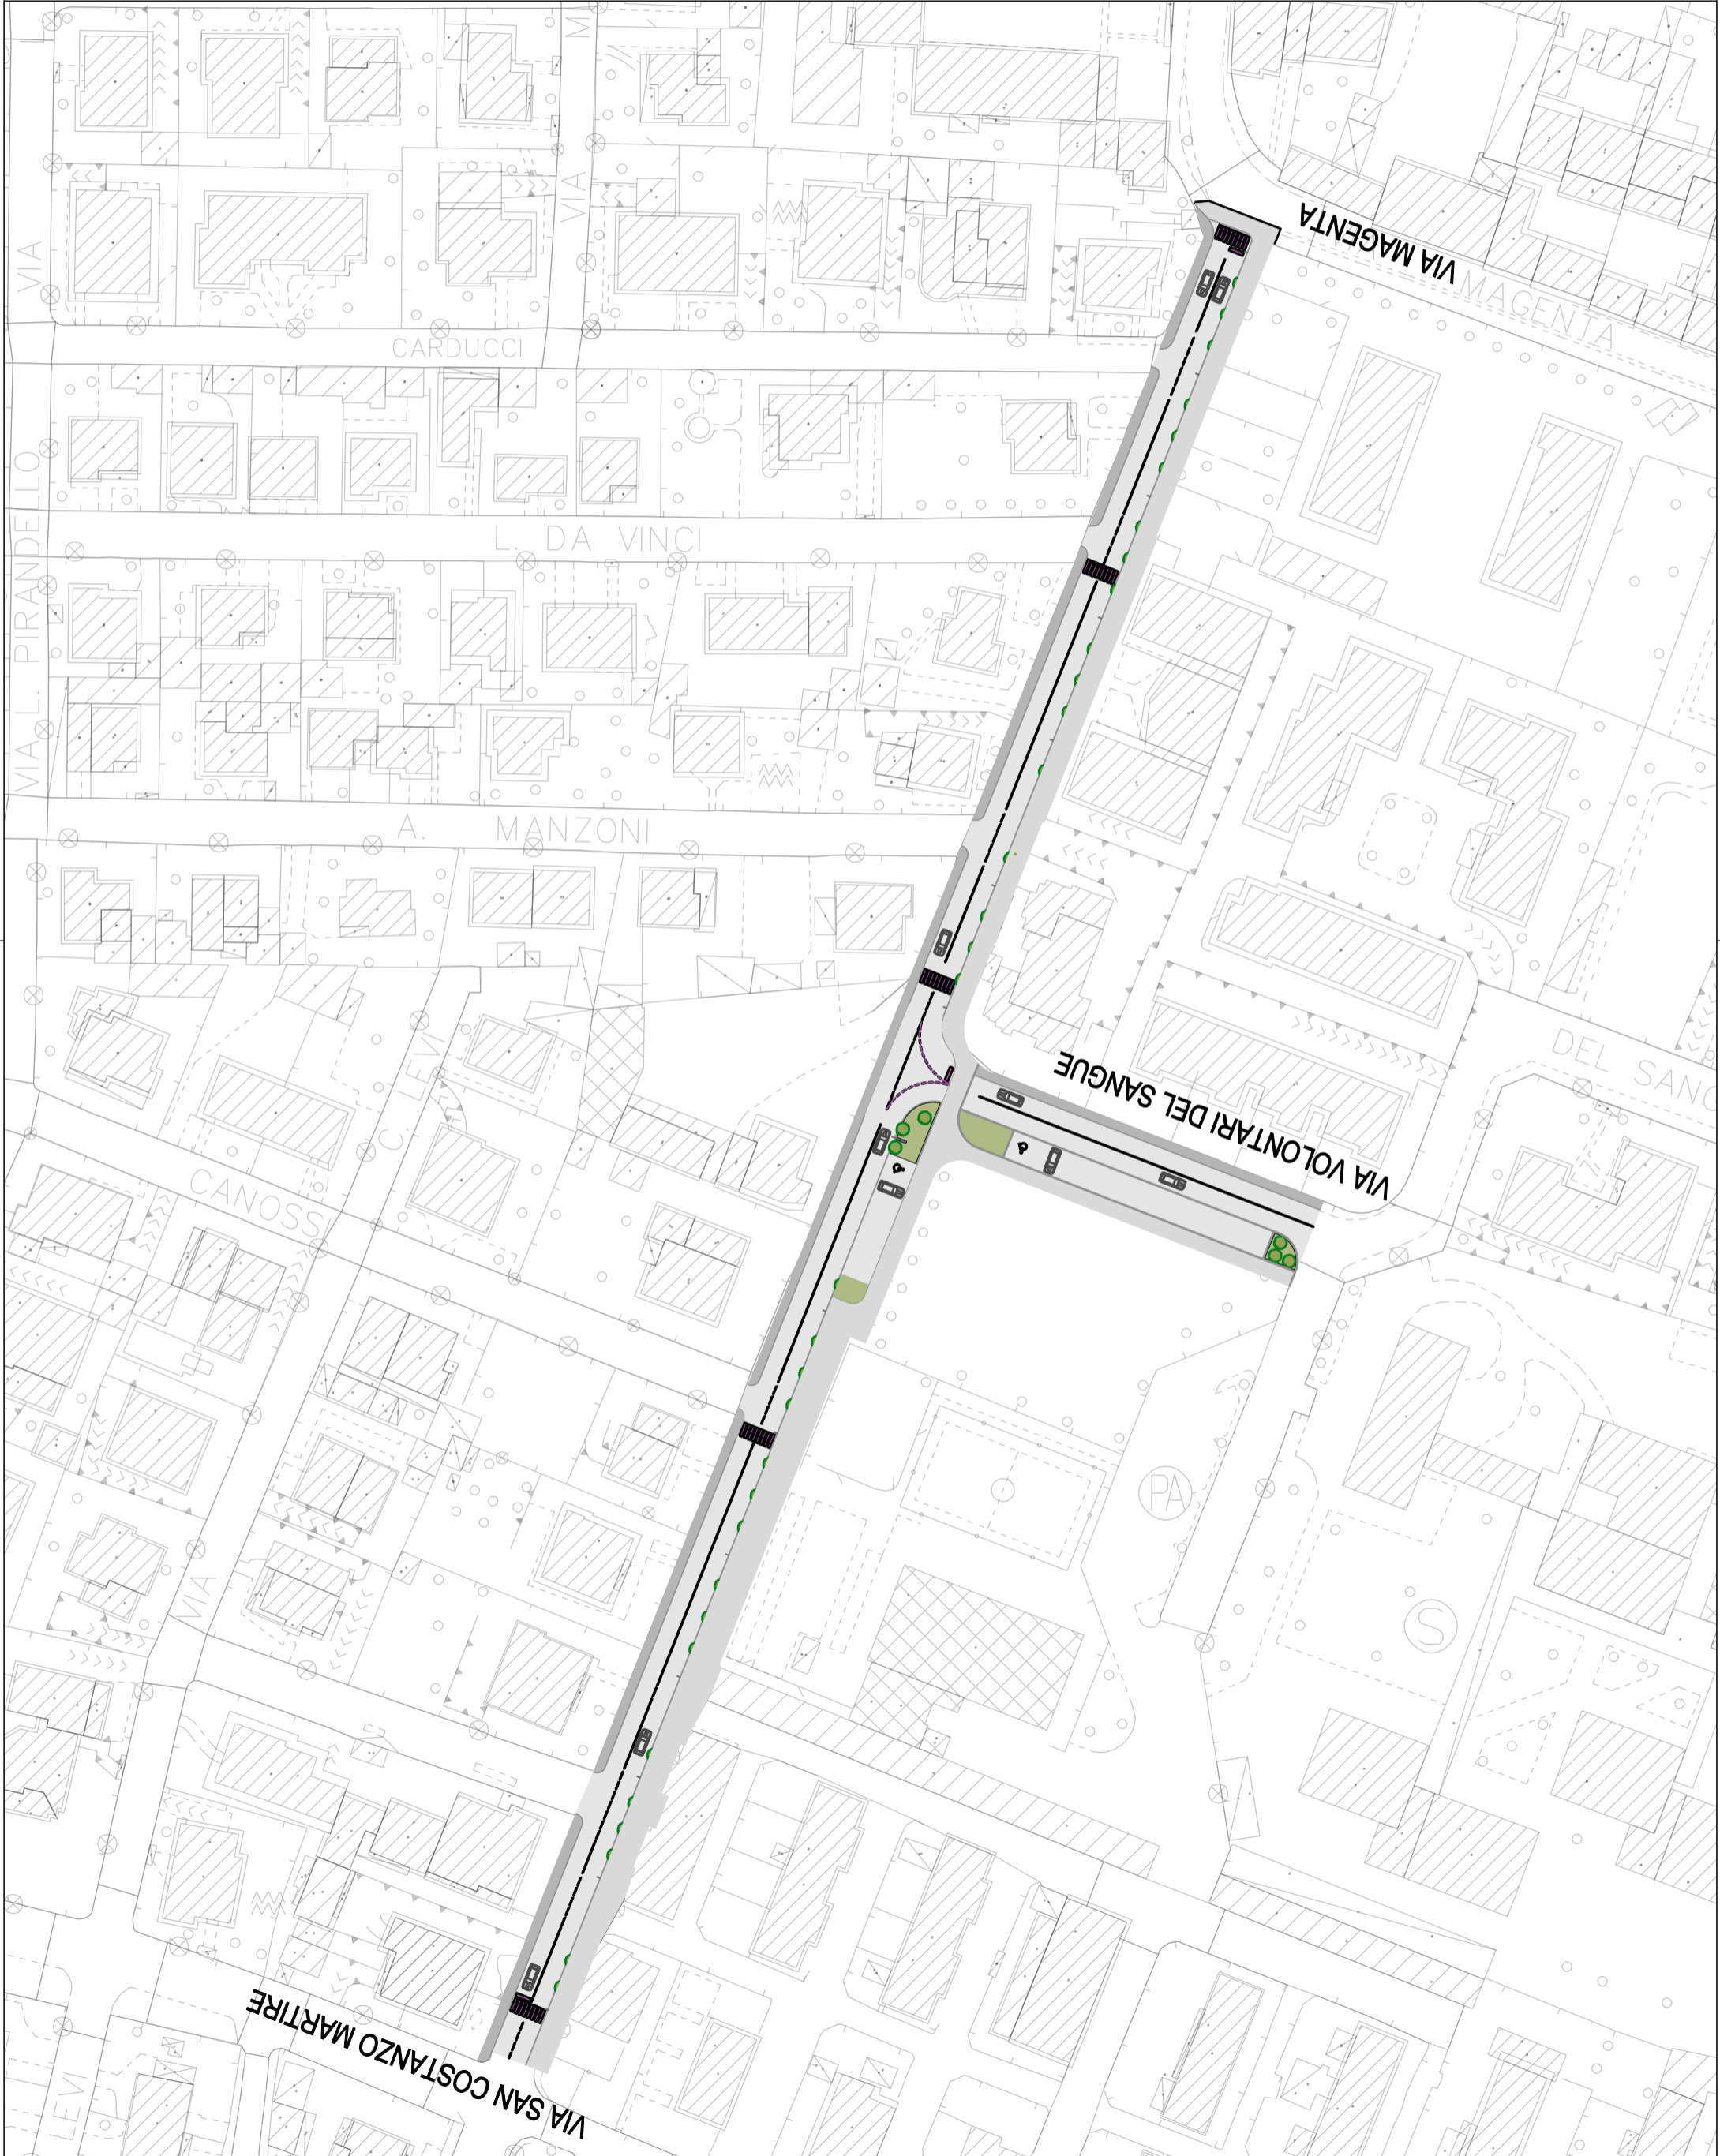 VIA
M
VIA
VIA MAGENTA
MAGENTA
CARDUCCI
VIA L. PIRANDELLO
L. DA VINCI
A. MANZONI
VIA VOLONTARI DEL SANGUE
DEL SANG
CANOSSI
PA
S
VIA
VIA SAN COSTANZO MARTIRE
LEVI